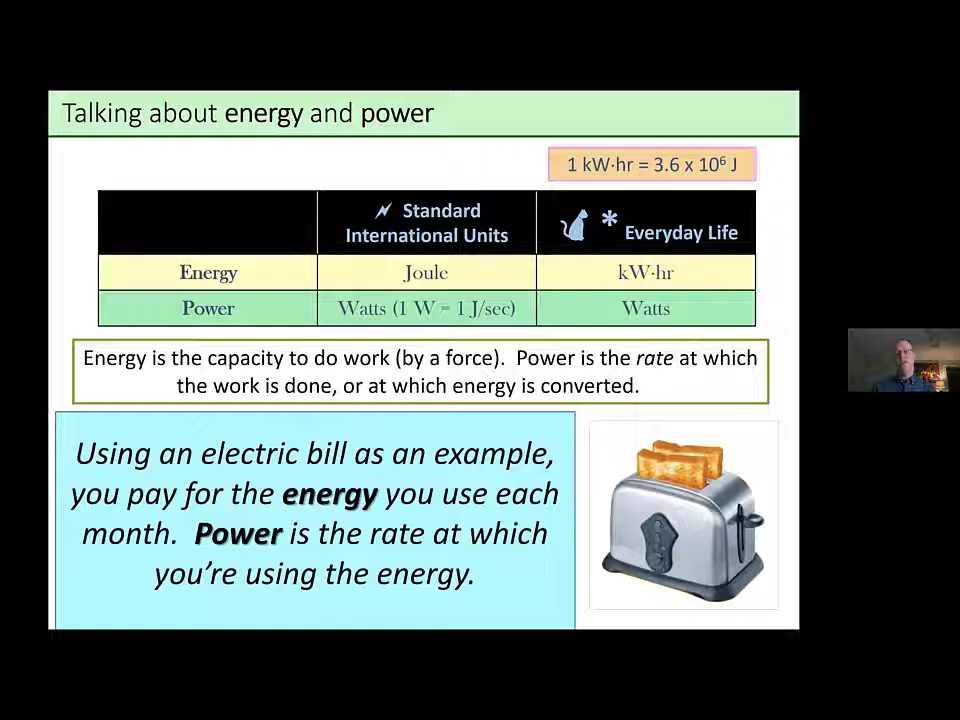 Talking about energy and power
1 kW·hr = 3.6 x 10⁶ J
Standard
International Units
* Everyday Life
Energy Joule kW·hr
Power Watts (1 W = 1 J/sec) Watts
Energy is the capacity to do work (by a force). Power is the rate at which
the work is done, or at which energy is converted.
Using an electric bill as an example,
you pay for the energy you use each
month. Power is the rate at which
you're using the energy.